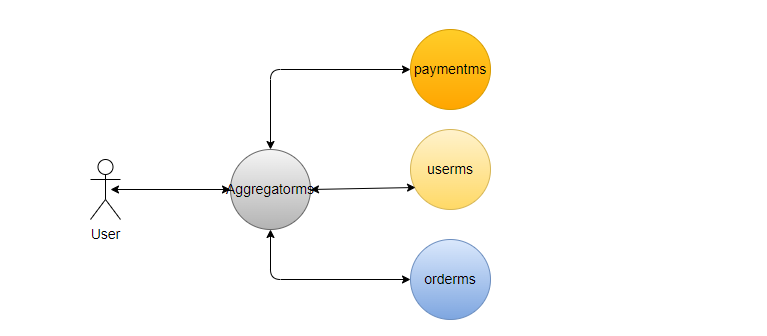 paymentms
userms
Aggregatorms
User
orderms